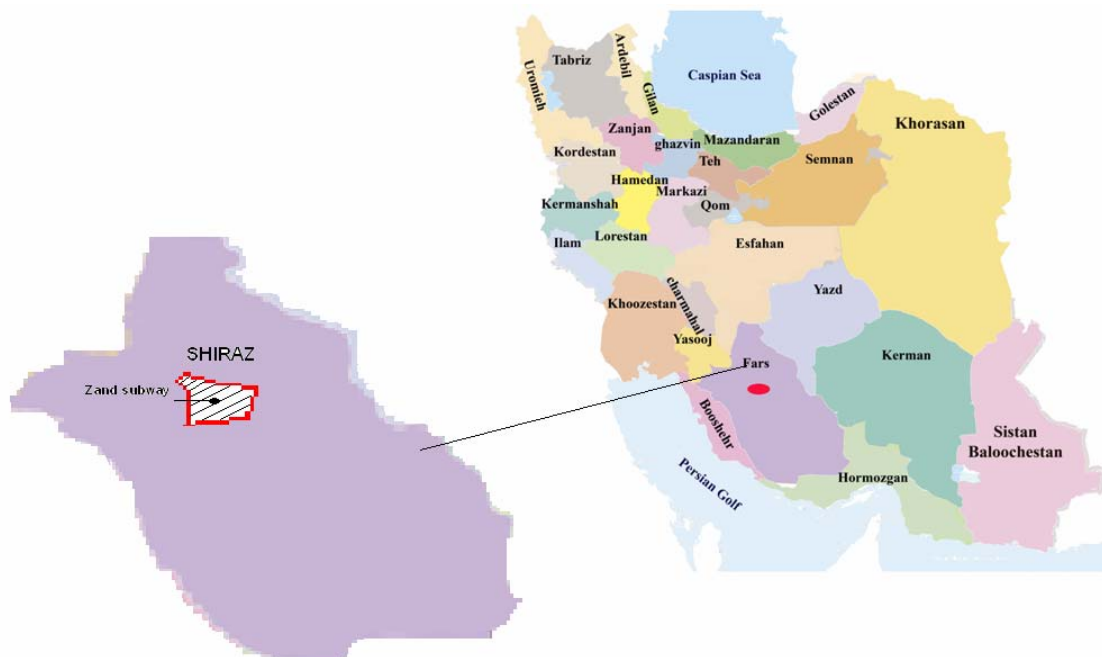 Caspian Sea
Ardebil
Tabriz
Uromieh
Gilan
Golestan
Khorasan
Zanjan
Mazandaran
ghazvin
Kordestan
Teh
Semnan
Hamedan
Markazi
Kermanshah
Qom
Ilam
Lorestan
Esfahan
charmahal
Yazd
Khoozestan
Yasooj
Fars
Kerman
SHIRAZ
Zand subway
Booshehr
Sistan
Baloochestan
Persian Golf
Hormozgan